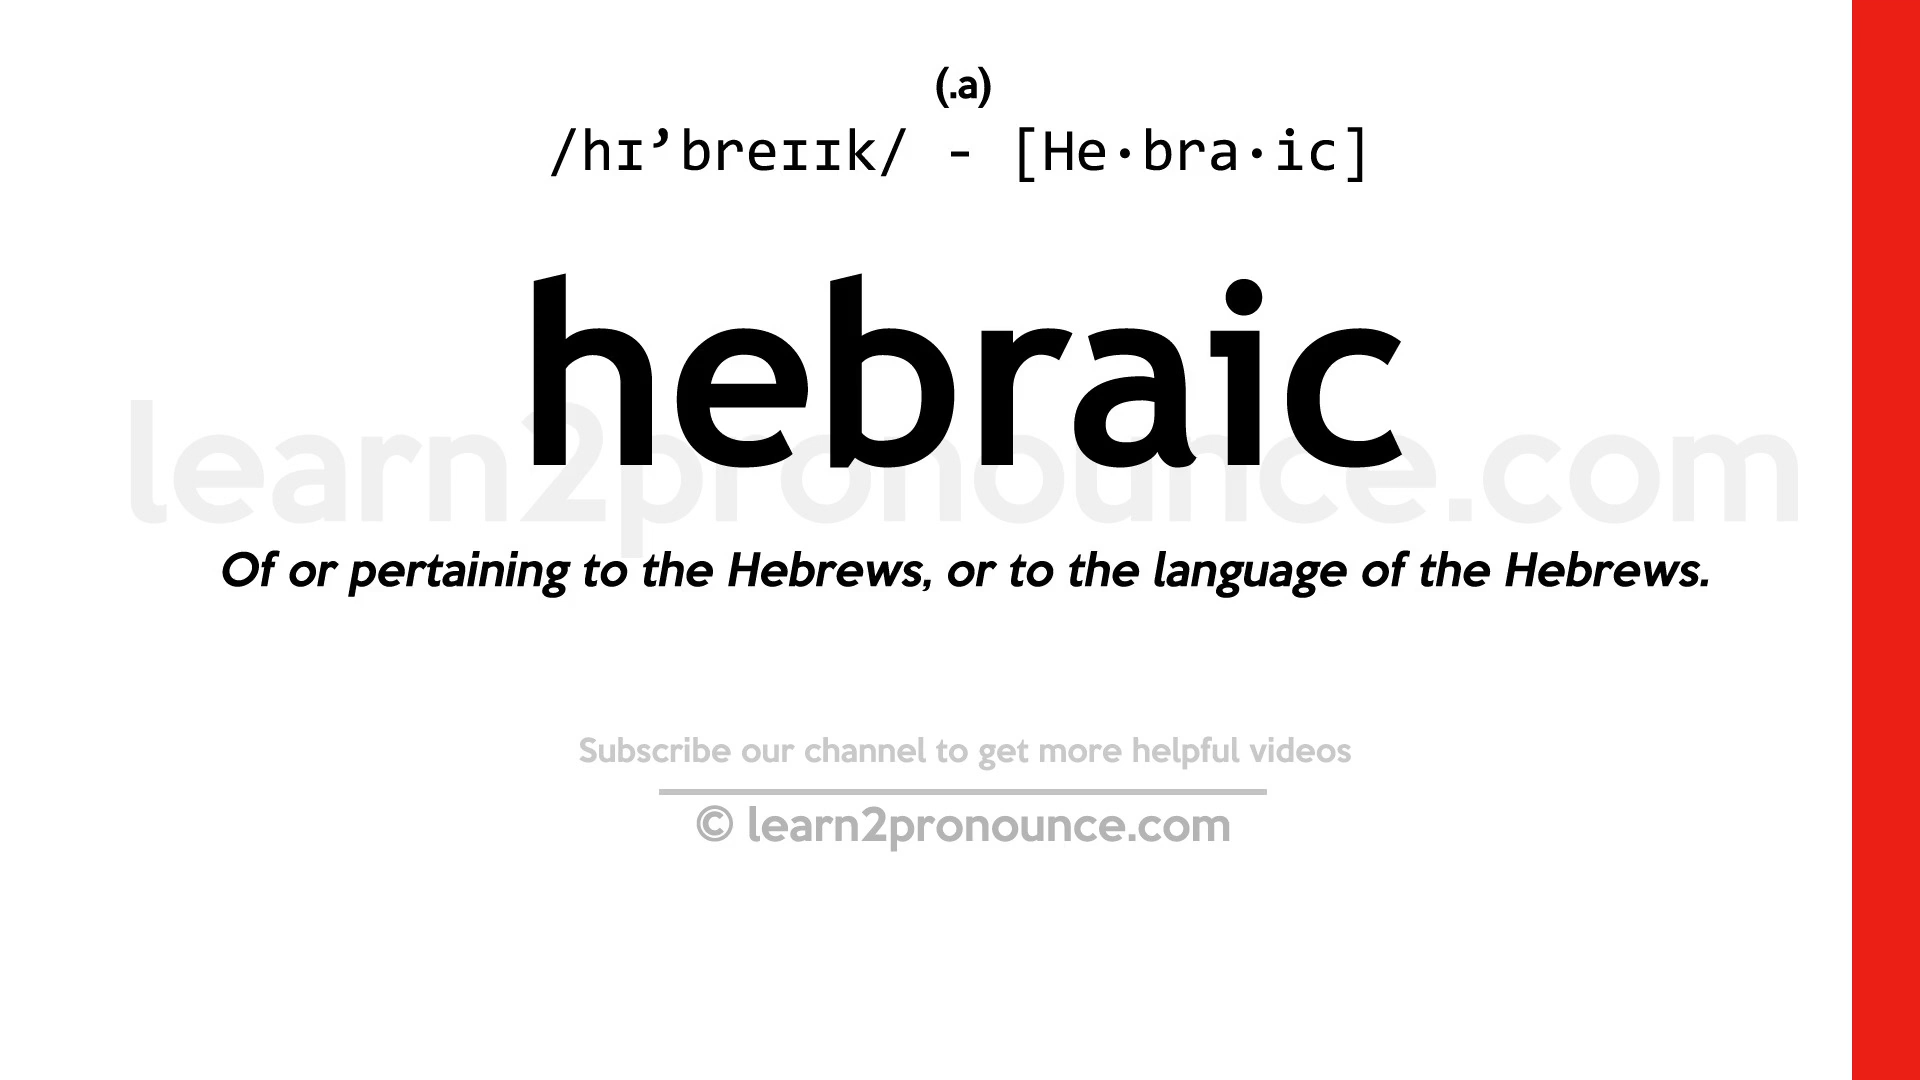 (.a)
/hɪ’breɪɪk/ - [He·bra·ic]
hebraic
learn2pronounce.com
Of or pertaining to the Hebrews, or to the language of the Hebrews.
Subscribe our channel to get more helpful videos
© learn2pronounce.com